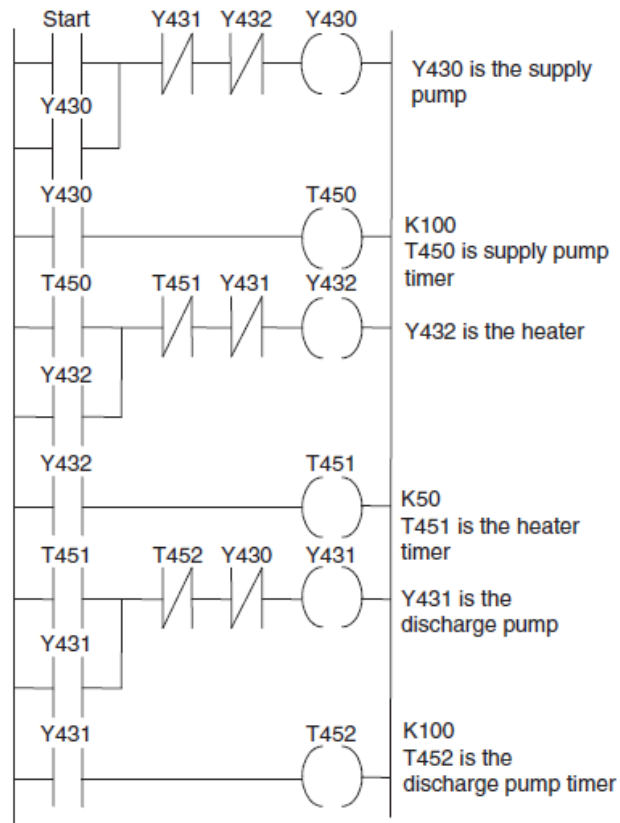 Start Y431 Y432 Y430
Y430 is the supply
pump
Y430
Y430 T450
K100
T450 is supply pump
timer
T450 T451 Y431 Y432
Y432 is the heater
Y432
Y432 T451
K50
T451 is the heater
timer
T451 T452 Y430 Y431
Y431 is the
discharge pump
Y431
Y431 T452
K100
T452 is the
discharge pump timer